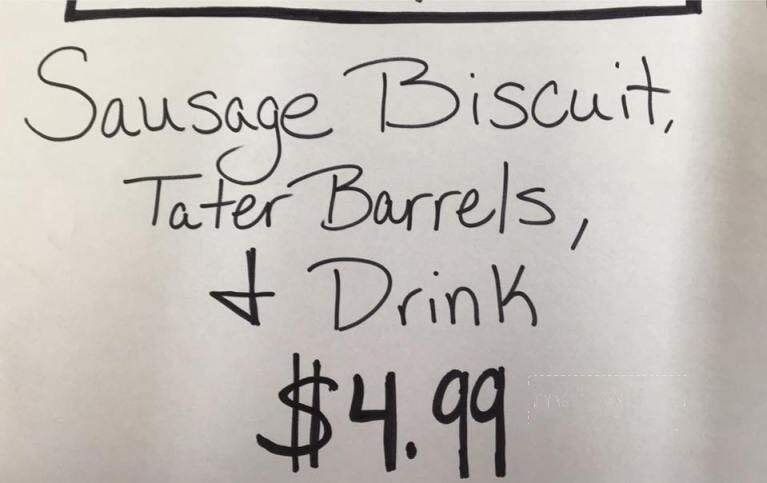 Sausage Biscuit,
Tater Barrels,
& Drink
$4.99